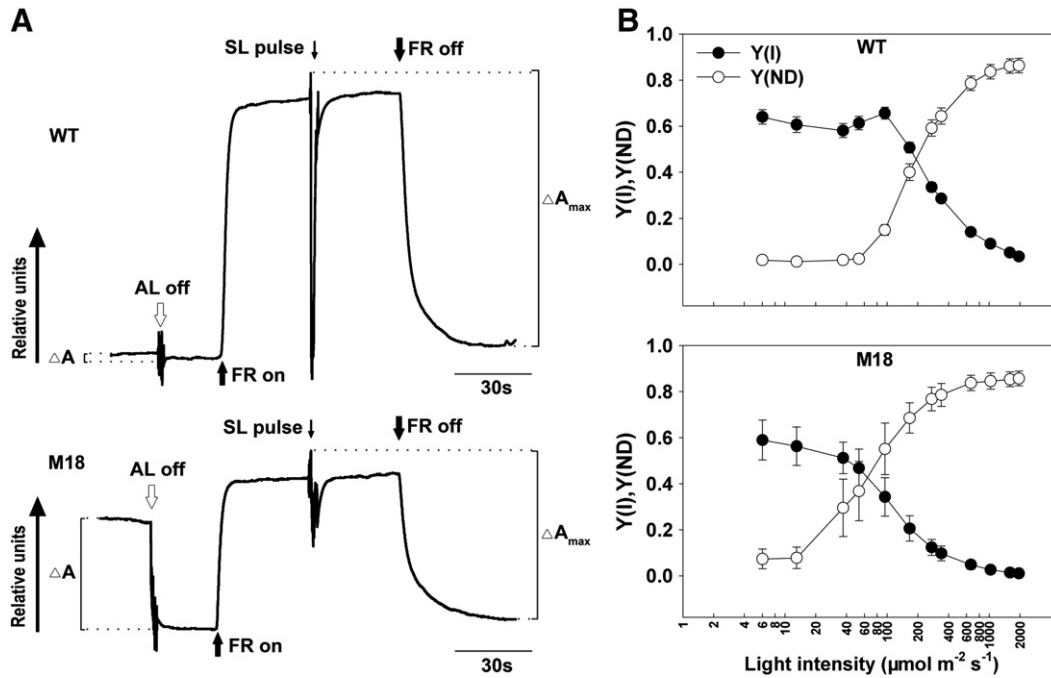 A
SL pulse
FR off
WT
△Amax
Relative units
AL off
△A
FR on
30s
SL pulse
FR off
M18
AL off
△Amax
Relative units
△A
FR on
30s
B
WT
1.0
0.8
0.6
0.4
0.2
0.0
Y(I)
Y(ND)
Y(I),Y(ND)
M18
1.0
0.8
0.6
0.4
0.2
0.0
Y(I),Y(ND)
1 2 4 6 8 10 20 40 60 80 100 200 400 600 800 1000 2000
Light intensity (μmol m⁻² s⁻¹)